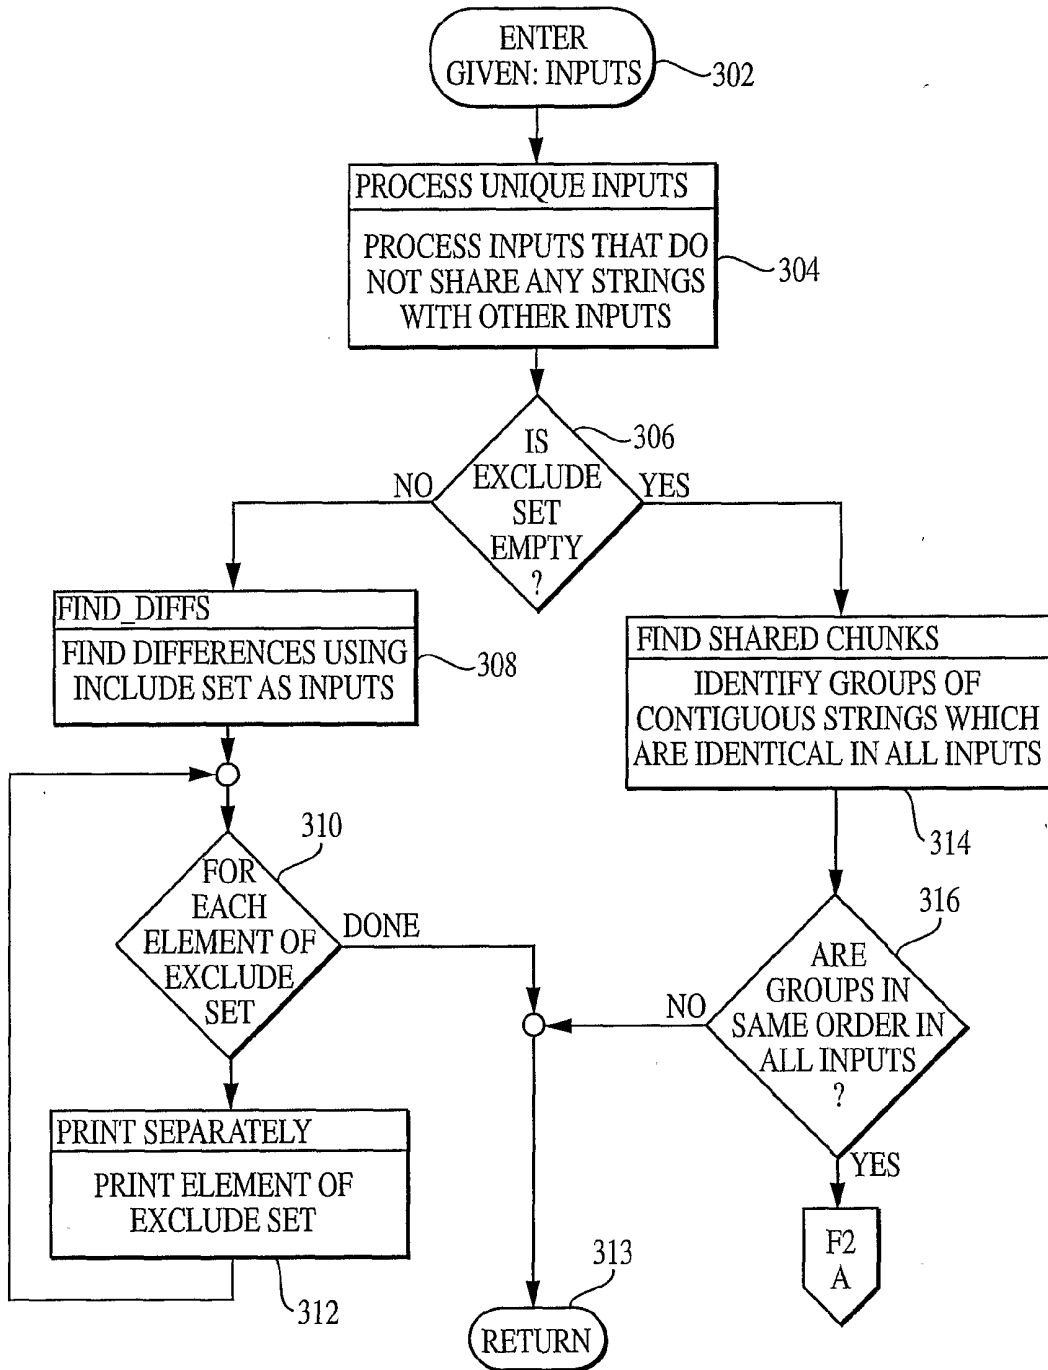 ENTER
GIVEN: INPUTS
302
PROCESS UNIQUE INPUTS
PROCESS INPUTS THAT DO
NOT SHARE ANY STRINGS
WITH OTHER INPUTS
304
IS
EXCLUDE
SET
EMPTY
?
306
NO
YES
FIND_DIFFS
FIND DIFFERENCES USING
INCLUDE SET AS INPUTS
308
FIND SHARED CHUNKS
IDENTIFY GROUPS OF
CONTIGUOUS STRINGS WHICH
ARE IDENTICAL IN ALL INPUTS
314
310
FOR
EACH
ELEMENT OF
EXCLUDE
SET
DONE
316
ARE
GROUPS IN
SAME ORDER IN
ALL INPUTS
?
NO
YES
PRINT SEPARATELY
PRINT ELEMENT OF
EXCLUDE SET
312
313
RETURN
F2
A